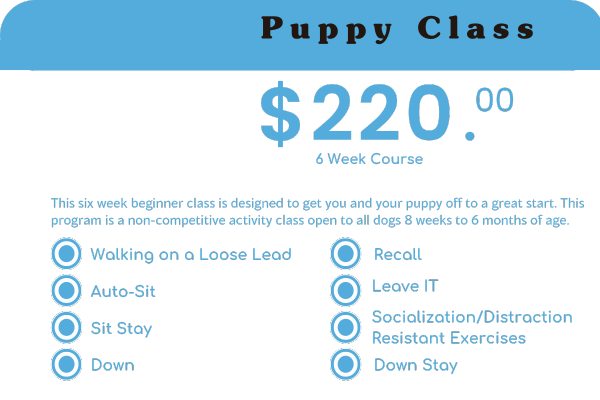 Puppy Class
$220.00
6 Week Course
This six week beginner class is designed to get you and your puppy off to a great start. This
program is a non-competitive activity class open to all dogs 8 weeks to 6 months of age.
Walking on a Loose Lead
Auto-Sit
Sit Stay
Down
Recall
Leave IT
Socialization/Distraction
Resistant Exercises
Down Stay